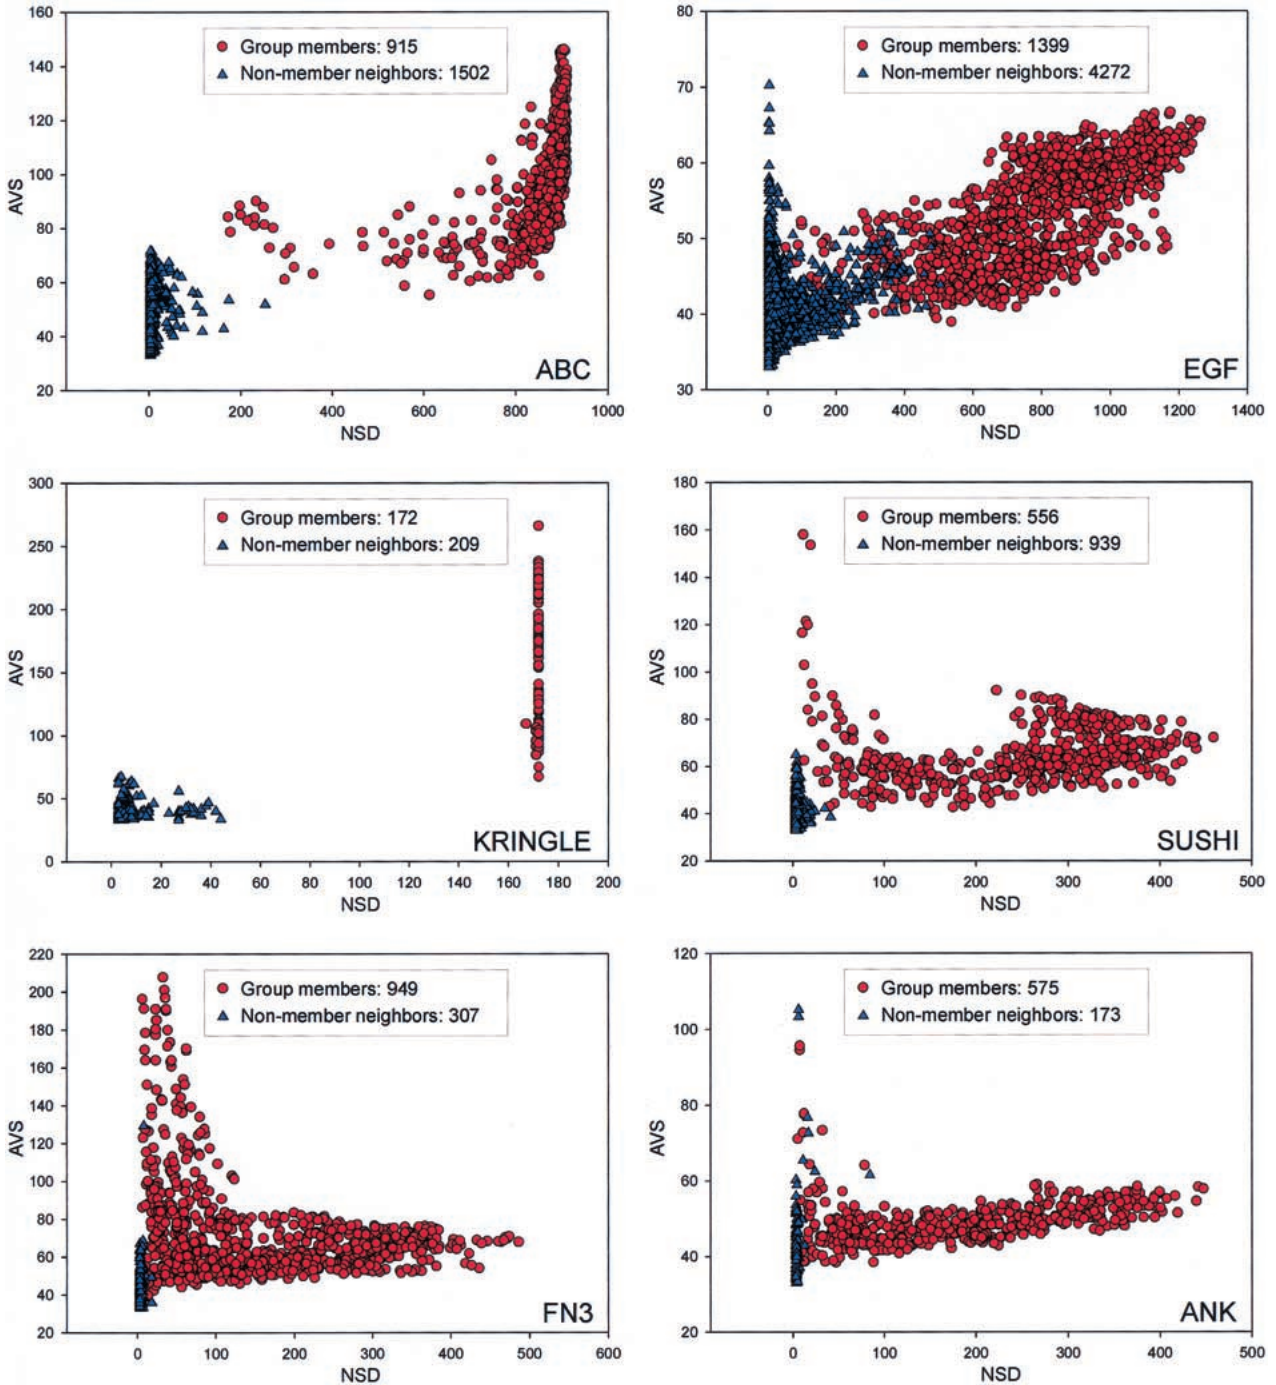 160
140
120
100
80
60
40
20
AVS
Group members: 915
Non-member neighbors: 1502
ABC
0 200 400 600 800 1000
NSD
80
70
60
50
40
30
AVS
Group members: 1399
Non-member neighbors: 4272
EGF
0 200 400 600 800 1000 1200 1400
NSD
300
250
200
150
100
50
0
AVS
Group members: 172
Non-member neighbors: 209
KRINGLE
0 20 40 60 80 100 120 140 160 180 200
NSD
180
160
140
120
100
80
60
40
20
AVS
Group members: 556
Non-member neighbors: 939
SUSHI
0 100 200 300 400 500
NSD
220
200
180
160
140
120
100
80
60
40
20
AVS
Group members: 949
Non-member neighbors: 307
FN3
0 100 200 300 400 500 600
NSD
120
100
80
60
40
20
AVS
Group members: 575
Non-member neighbors: 173
ANK
0 100 200 300 400 500
NSD